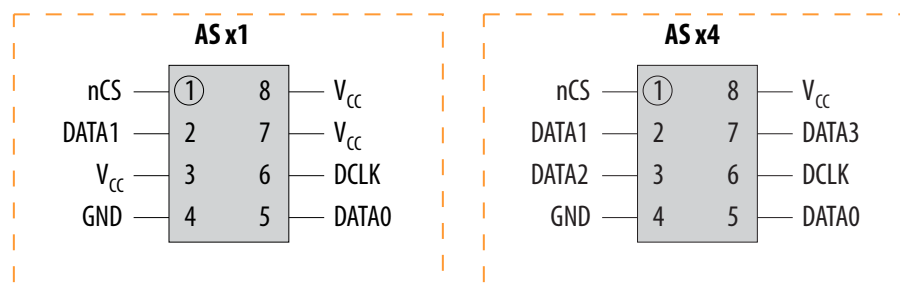 AS x1 AS x4
nCS 1 8 VCC nCS 1 8 VCC
DATA1 2 7 VCC DATA1 2 7 DATA3
VCC 3 6 DCLK DATA2 3 6 DCLK
GND 4 5 DATA0 GND 4 5 DATA0